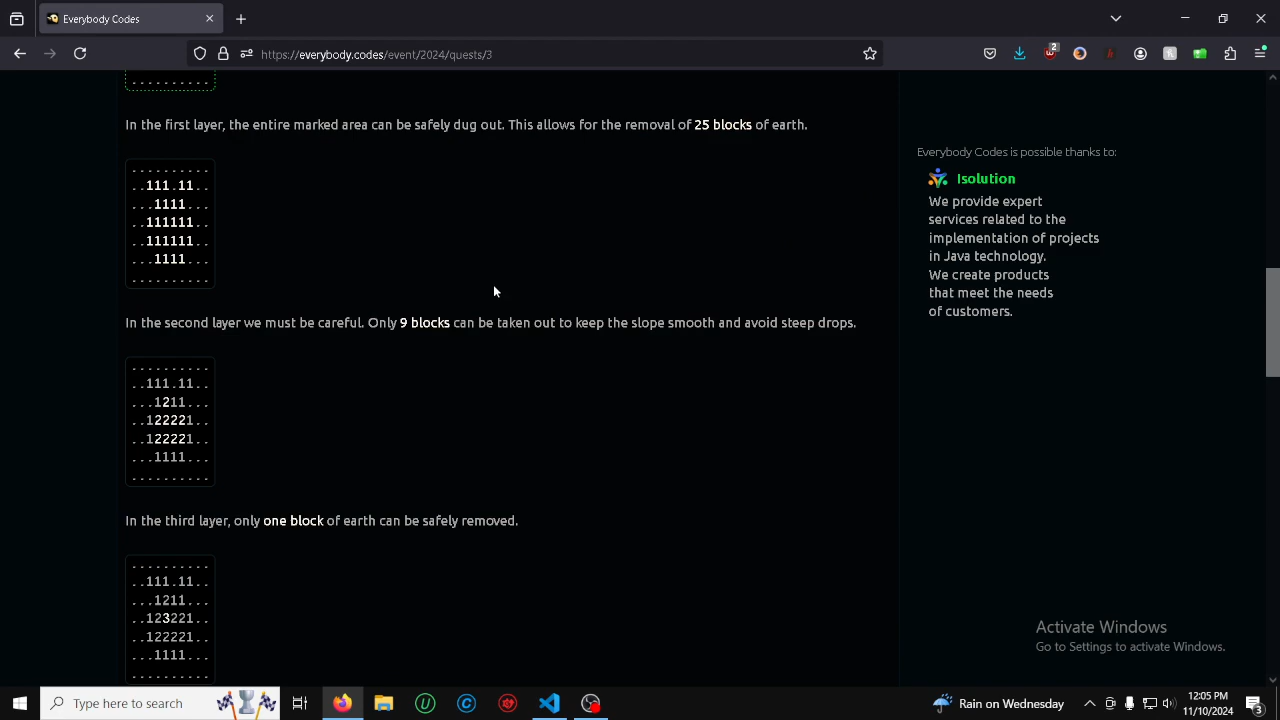 Everybody Codes
https://everybody.codes/event/2024/quests/3
2
..........
In the first layer, the entire marked area can be safely dug out. This allows for the removal of 25 blocks of earth.
..........
..111.11..
...1111...
..111111..
..111111..
...1111...
..........
In the second layer we must be careful. Only 9 blocks can be taken out to keep the slope smooth and avoid steep drops.
..........
..111.11..
...1211...
..122221..
..122221..
...1111...
..........
In the third layer, only one block of earth can be safely removed.
..........
..111.11..
...1211...
..123221..
..122221..
...1111...
..........
Everybody Codes is possible thanks to:
Isolution
We provide expert
services related to the
implementation of projects
in Java technology.
We create products
that meet the needs
of customers.
Activate Windows
Go to Settings to activate Windows.
Type here to search
Rain on Wednesday
12:05 PM
11/10/2024
3